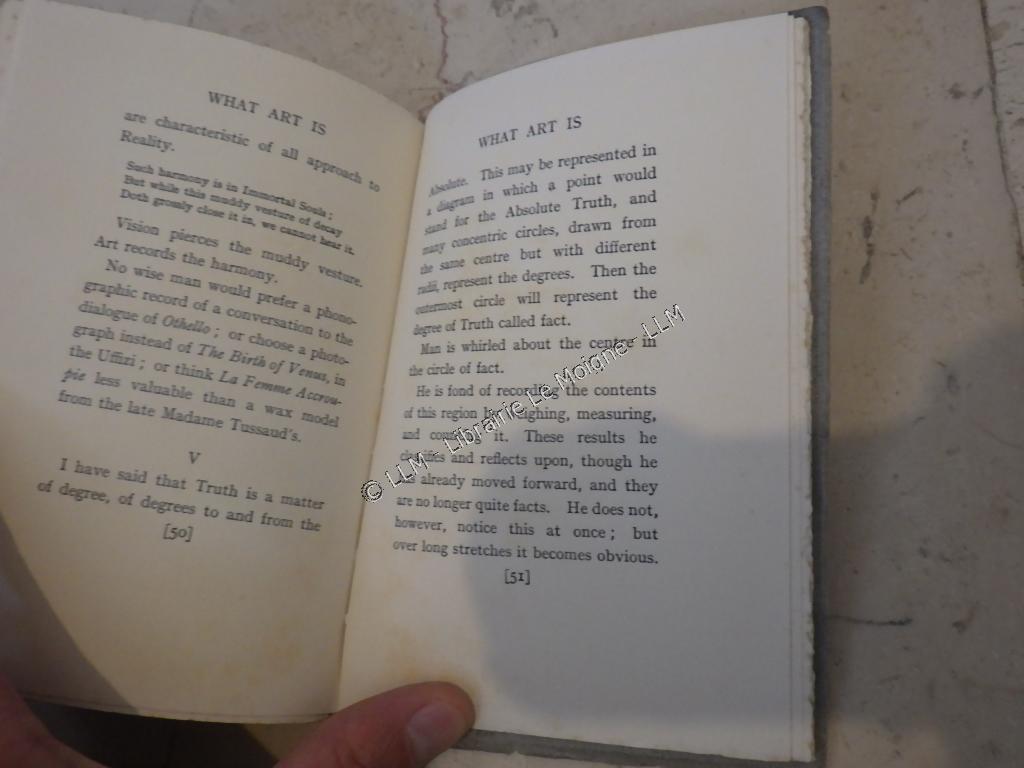 WHAT ART IS
are characteristic of all approach to
Reality.
Such harmony is in Immortal Souls;
But while this muddy vesture of decay
Doth grossly close it in, we cannot hear it.
Vision pierces the muddy vesture.
Art records the harmony.
No wise man would prefer a phono-
graphic record of a conversation to the
dialogue of Othello; or choose a photo-
graph instead of The Birth of Venus, in
the Uffizi; or think La Femme Accrou-
pie less valuable than a wax model
from the late Madame Tussaud's.
V
I have said that Truth is a matter
of degree, of degrees to and from the
[50]
WHAT ART IS
Absolute. This may be represented in
a diagram in which a point would
stand for the Absolute Truth, and
many concentric circles, drawn from
the same centre but with different
radii, represent the degrees. Then the
outermost circle will represent the
degree of Truth called fact.
Man is whirled about the centre in
the circle of fact.
He is fond of recording the contents
of this region by weighing, measuring,
and it. These results he
classifies and reflects upon, though he
has already moved forward, and they
are no longer quite facts. He does not,
however, notice this at once; but
over long stretches it becomes obvious.
[51]
© LLM - Librairie Le Moigne - LLM